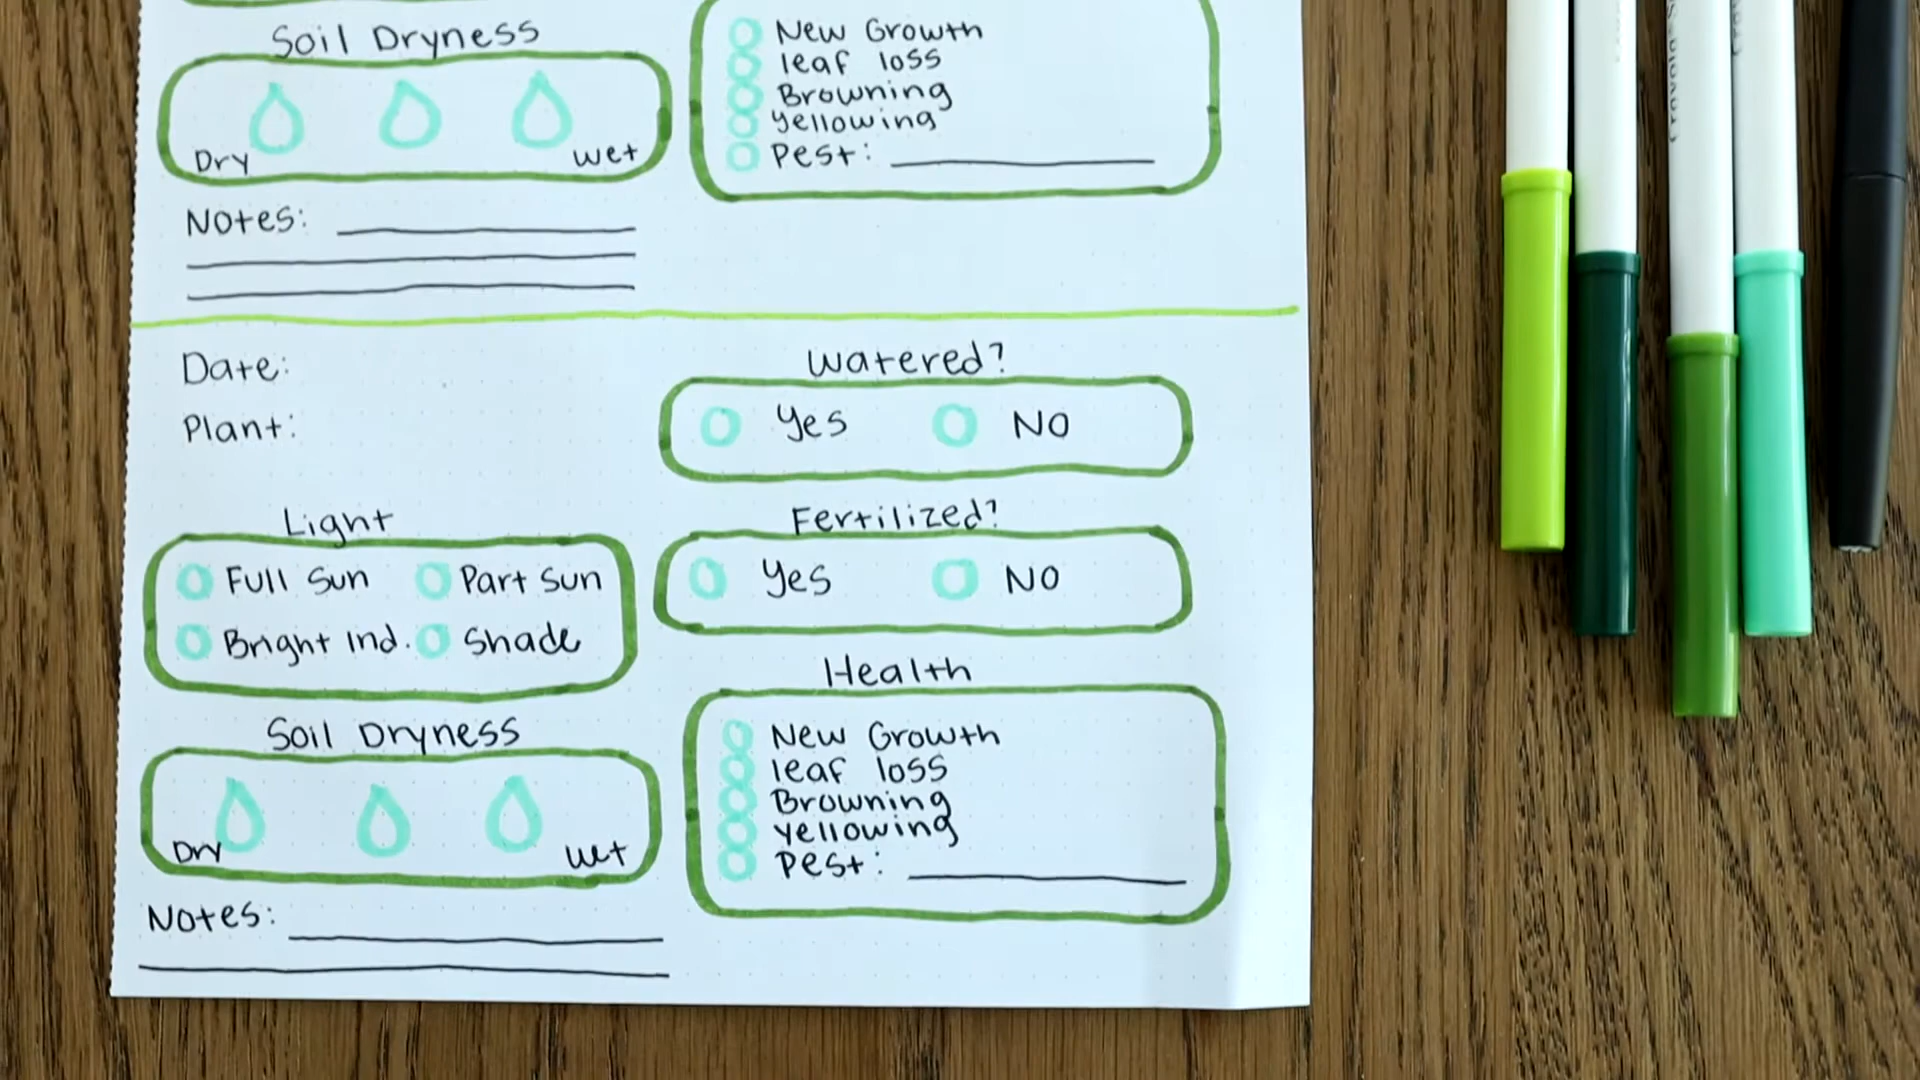 Soil Dryness
Dry
Wet
Notes:
New Growth
leaf loss
Browning
Yellowing
Pest:
Date:
Plant:
Light
Full Sun
Part Sun
Bright Ind.
Shade
Soil Dryness
Dry
Wet
Notes:
Watered?
Yes
No
Fertilized?
Yes
No
Health
New Growth
leaf loss
Browning
Yellowing
Pest: